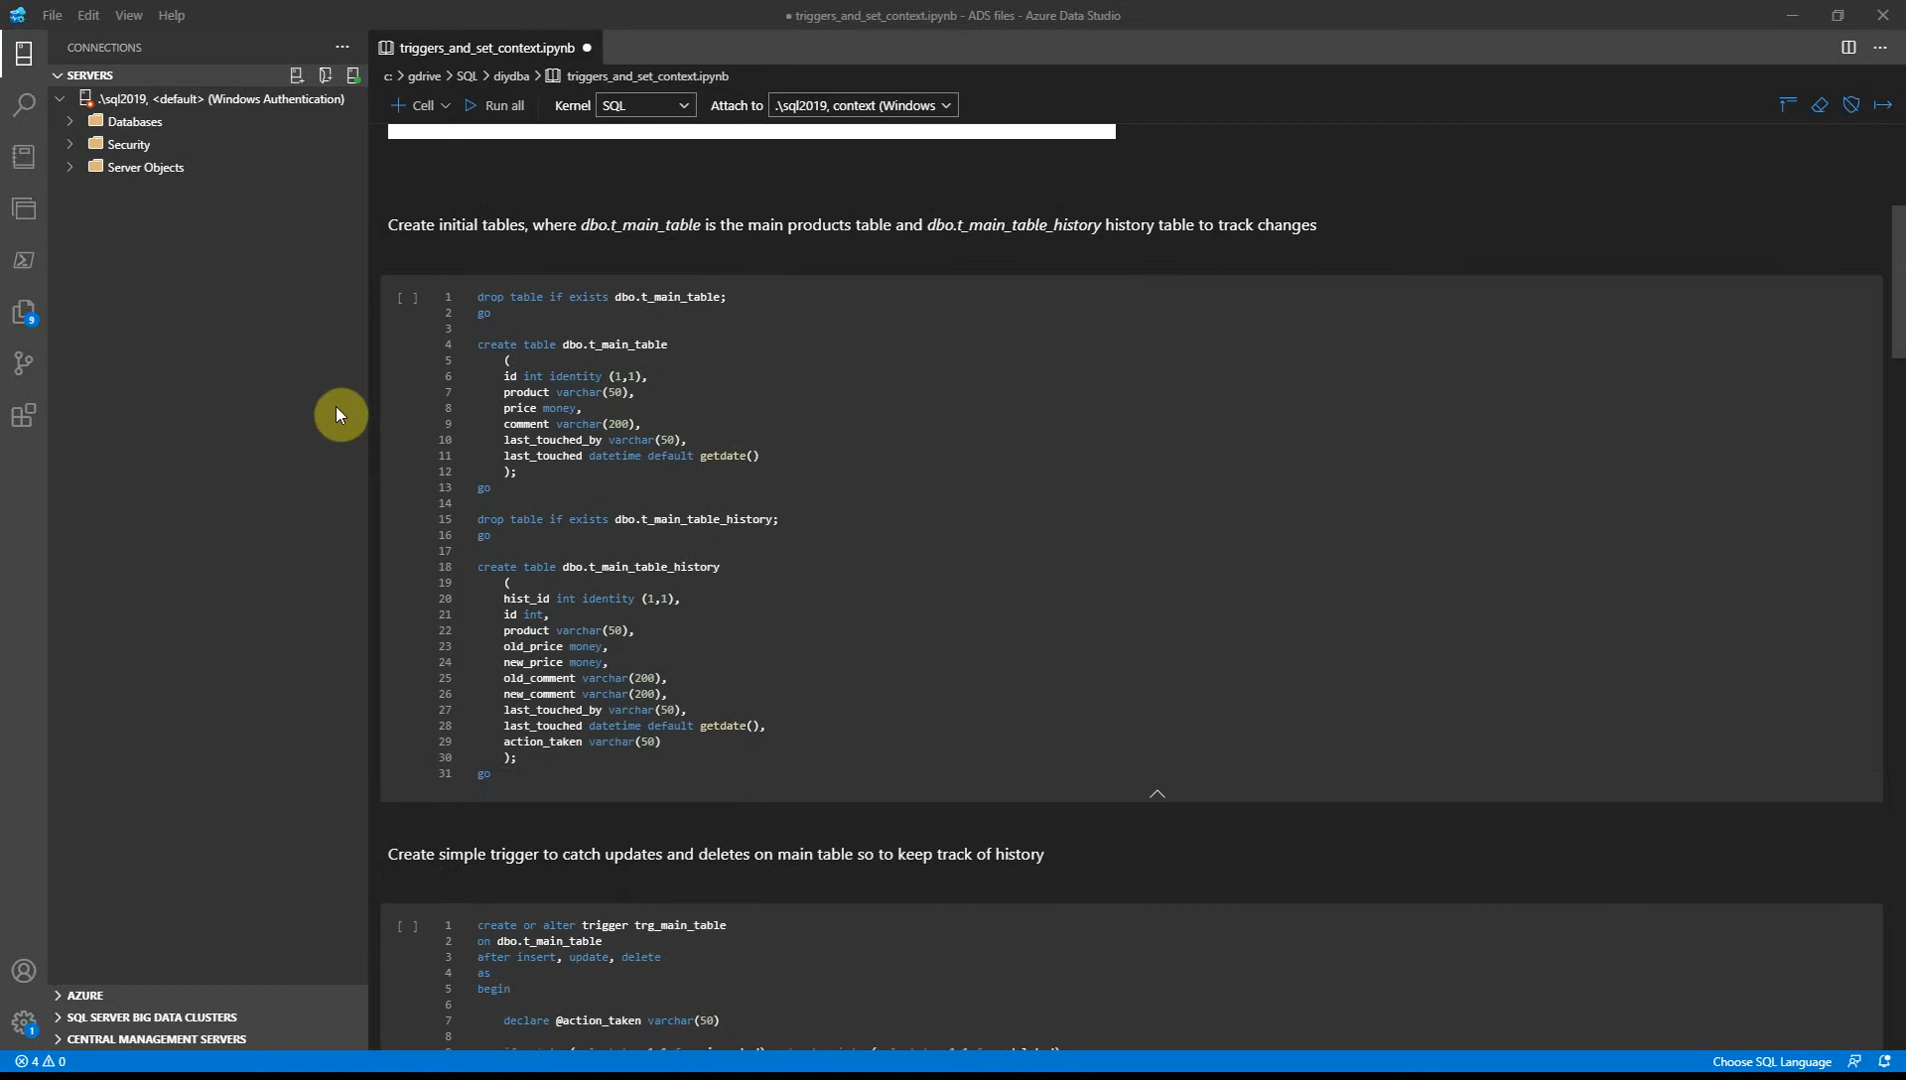 File Edit View Help
● triggers_and_set_context.ipynb - ADS files - Azure Data Studio
CONNECTIONS
SERVERS
.\sql2019, <default> (Windows Authentication)
Databases
Security
Server Objects
9
AZURE
SQL SERVER BIG DATA CLUSTERS
CENTRAL MANAGEMENT SERVERS
1
triggers_and_set_context.ipynb ●
c: > gdrive > SQL > diydba > triggers_and_set_context.ipynb
Cell Run all Kernel SQL Attach to .\sql2019, context (Windows
Create initial tables, where dbo.t_main_table is the main products table and dbo.t_main_table_history history table to track changes
[ ]
1 drop table if exists dbo.t_main_table;
2 go
3
4 create table dbo.t_main_table
5 (
6 id int identity (1,1),
7 product varchar(50),
8 price money,
9 comment varchar(200),
10 last_touched_by varchar(50),
11 last_touched datetime default getdate()
12 );
13 go
14
15 drop table if exists dbo.t_main_table_history;
16 go
17
18 create table dbo.t_main_table_history
19 (
20 hist_id int identity (1,1),
21 id int,
22 product varchar(50),
23 old_price money,
24 new_price money,
25 old_comment varchar(200),
26 new_comment varchar(200),
27 last_touched_by varchar(50),
28 last_touched datetime default getdate(),
29 action_taken varchar(50)
30 );
31 go
Create simple trigger to catch updates and deletes on main table so to keep track of history
[ ]
1 create or alter trigger trg_main_table
2 on dbo.t_main_table
3 after insert, update, delete
4 as
5 begin
6
7 declare @action_taken varchar(50)
8
4 0
Choose SQL Language